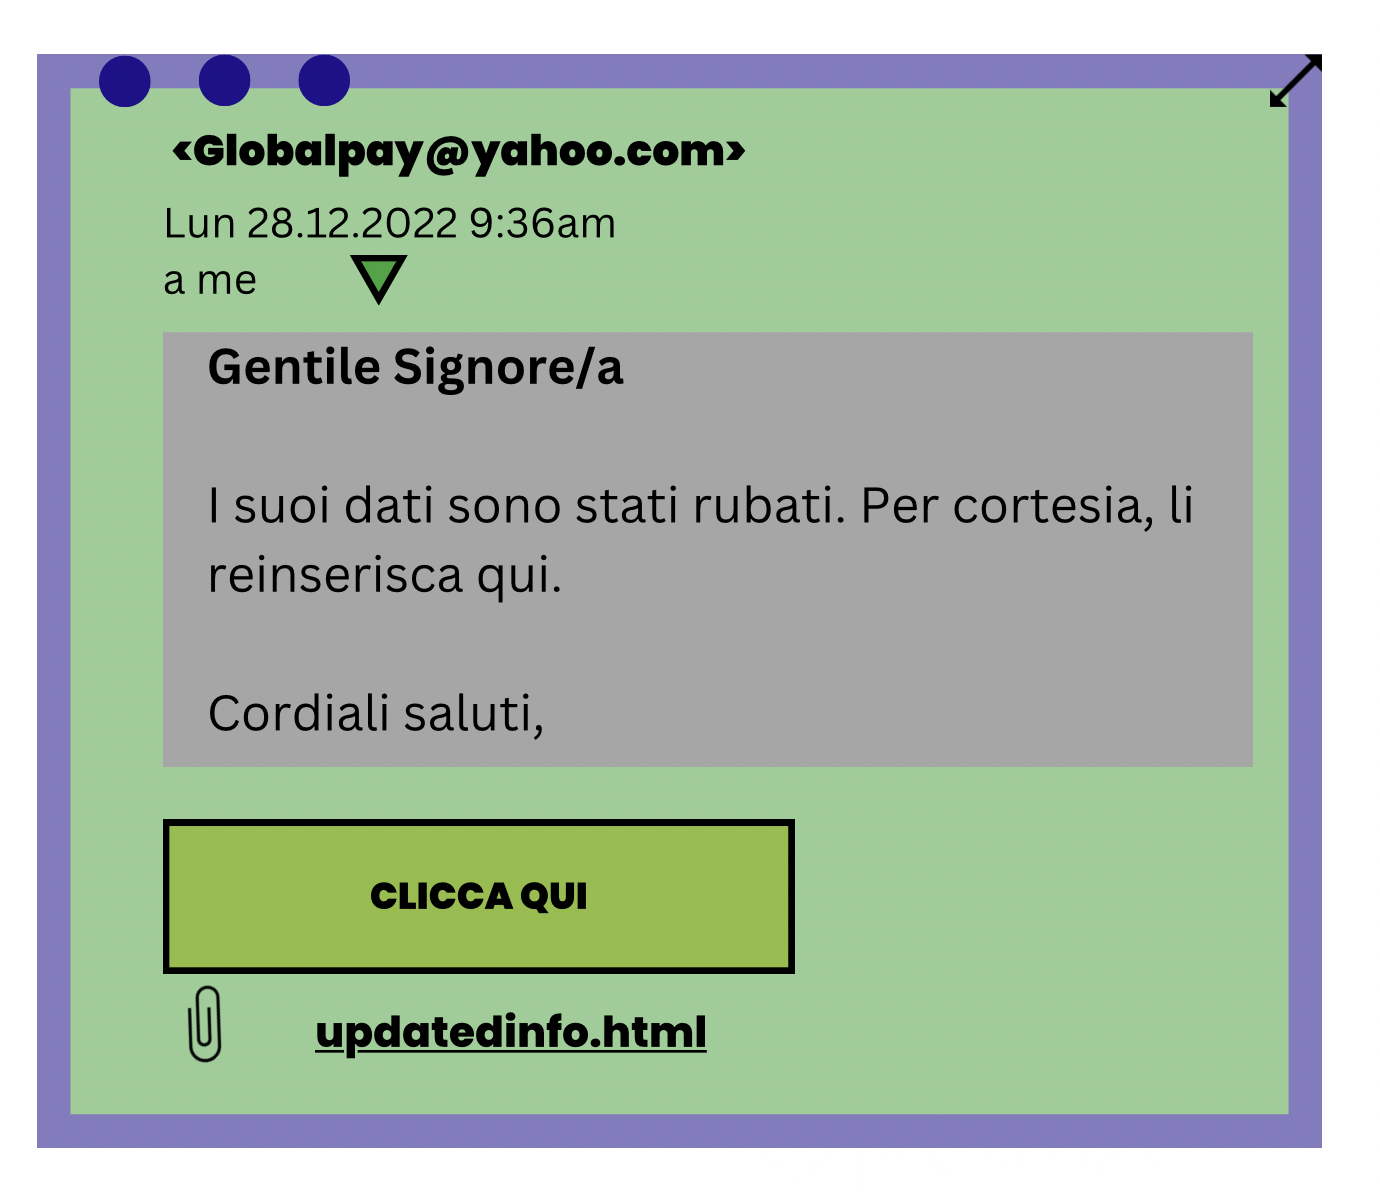 <Globalpay@yahoo.com>
Lun 28.12.2022 9:36am
a me
Gentile Signore/a
I suoi dati sono stati rubati. Per cortesia, li
reinserisca qui.
Cordiali saluti,
CLICCA QUI
updatedinfo.html